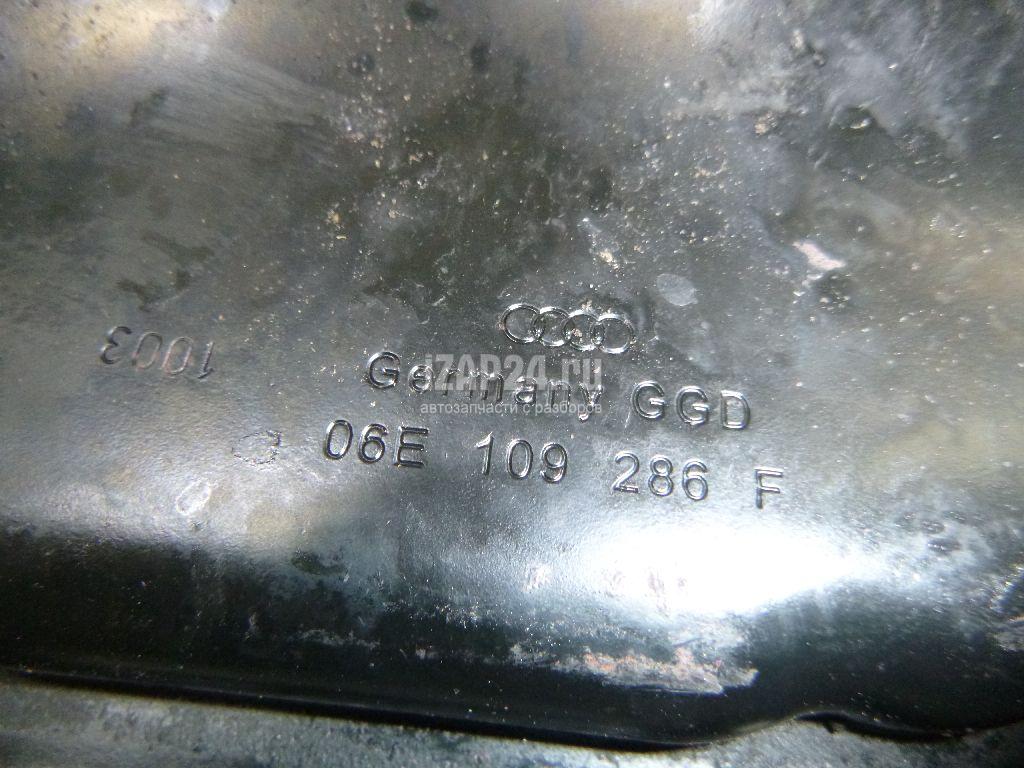 1003
Germany GGD
iZAP24.ru
автозапчасти с разборов
06E 109 286 F